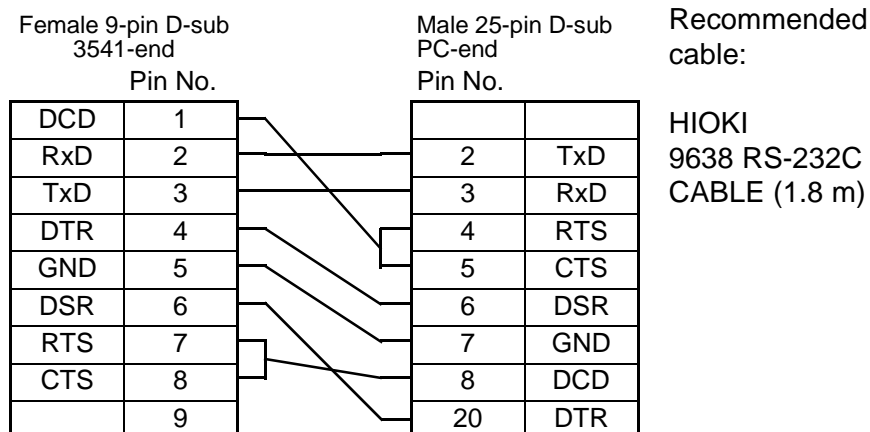 Female 9-pin D-sub
3541-end
Pin No.
DCD 1
RxD 2
TxD 3
DTR 4
GND 5
DSR 6
RTS 7
CTS 8
9
Male 25-pin D-sub
PC-end
Pin No.
2 TxD
3 RxD
4 RTS
5 CTS
6 DSR
7 GND
8 DCD
20 DTR
Recommended
cable:
HIOKI
9638 RS-232C
CABLE (1.8 m)